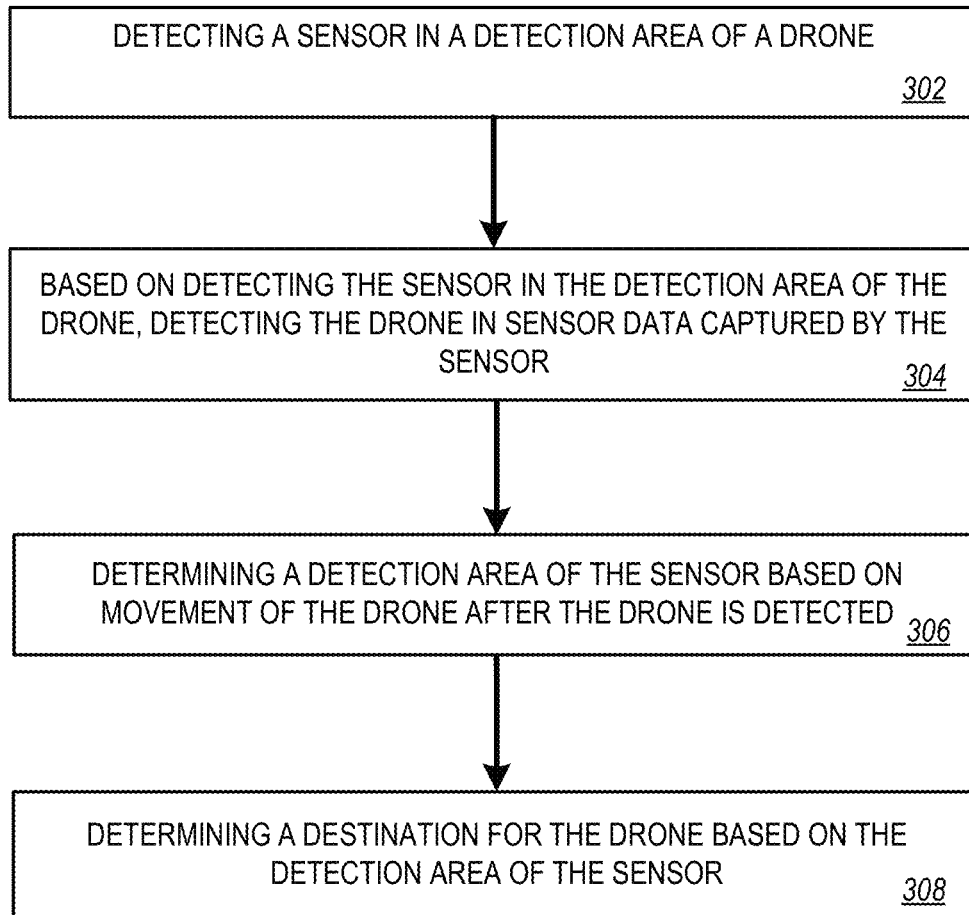 DETECTING A SENSOR IN A DETECTION AREA OF A DRONE
302
BASED ON DETECTING THE SENSOR IN THE DETECTION AREA OF THE
DRONE, DETECTING THE DRONE IN SENSOR DATA CAPTURED BY THE
SENSOR
304
DETERMINING A DETECTION AREA OF THE SENSOR BASED ON
MOVEMENT OF THE DRONE AFTER THE DRONE IS DETECTED
306
DETERMINING A DESTINATION FOR THE DRONE BASED ON THE
DETECTION AREA OF THE SENSOR
308